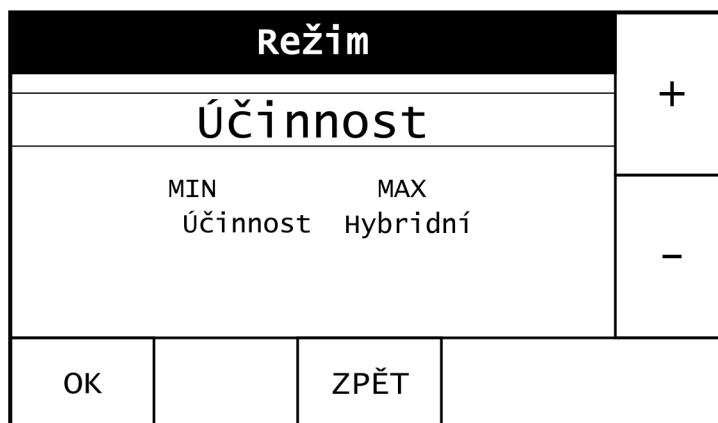 Režim
+
Účinnost
MIN MAX
Účinnost Hybridní
-
OK ZPĚT